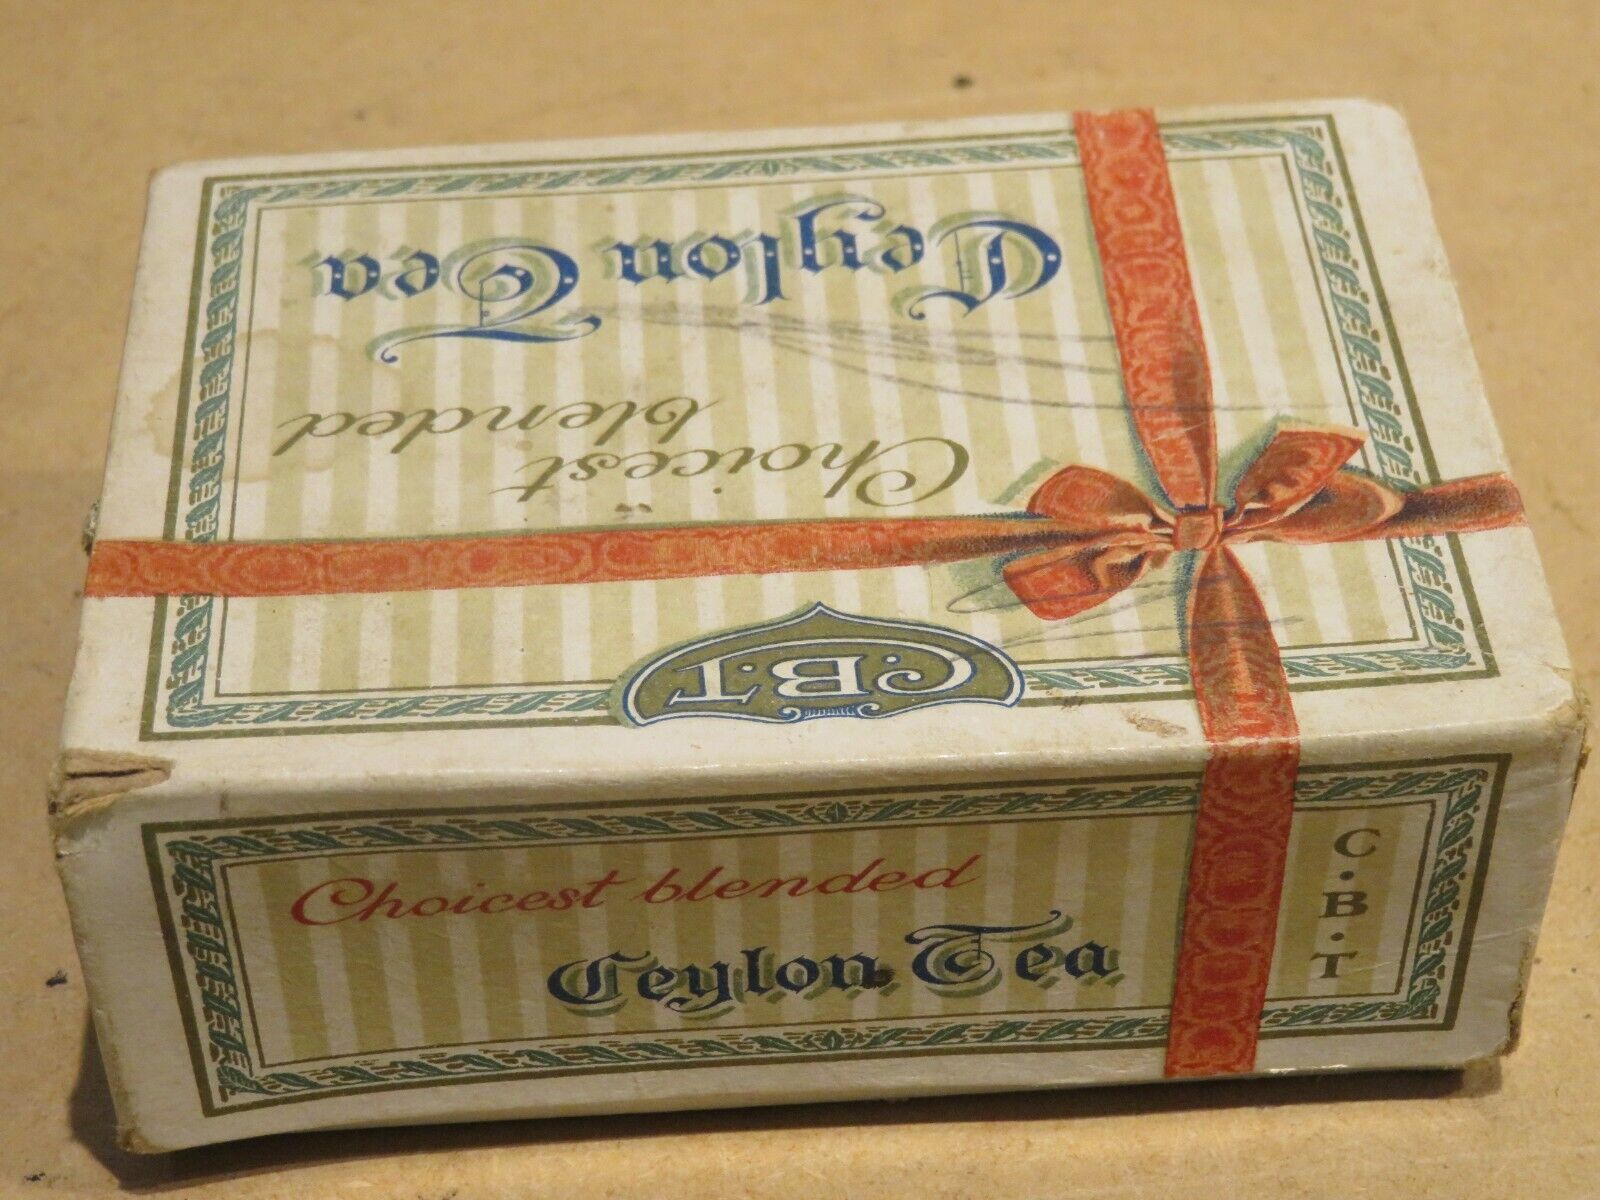 Ceylon Tea
Choicest
blended
C.B.T
Choicest blended
Ceylon Tea
C.B.T